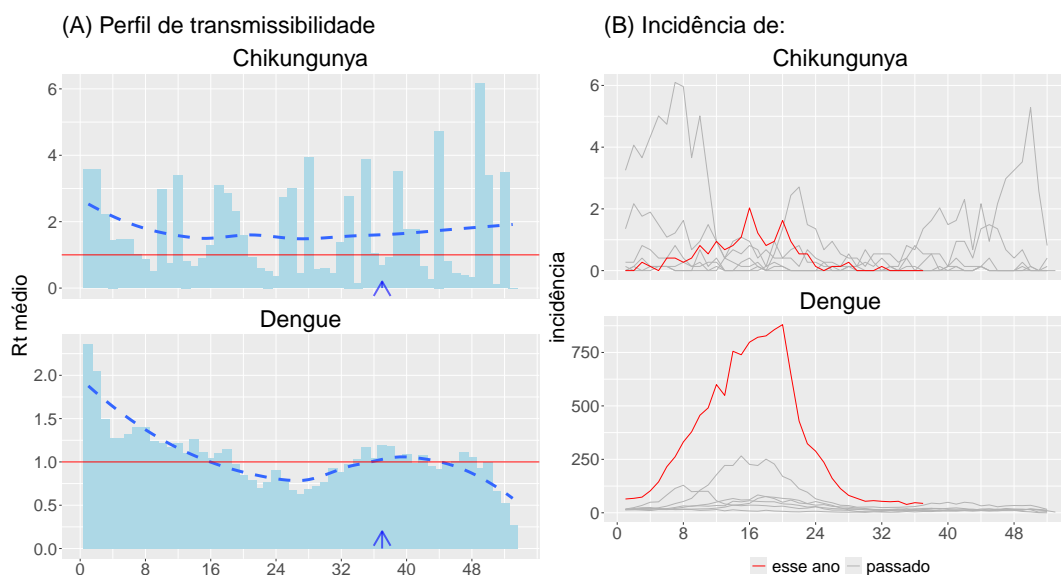 (A) Perfil de transmissibilidade
Chikungunya
6
4
2
0
Dengue
2.0
1.5
1.0
0.5
0.0
0 8 16 24 32 40 48
Rt médio
(B) Incidência de:
Chikungunya
6
4
2
0
Dengue
750
500
250
0
0 8 16 24 32 40 48
incidência
esse ano passado